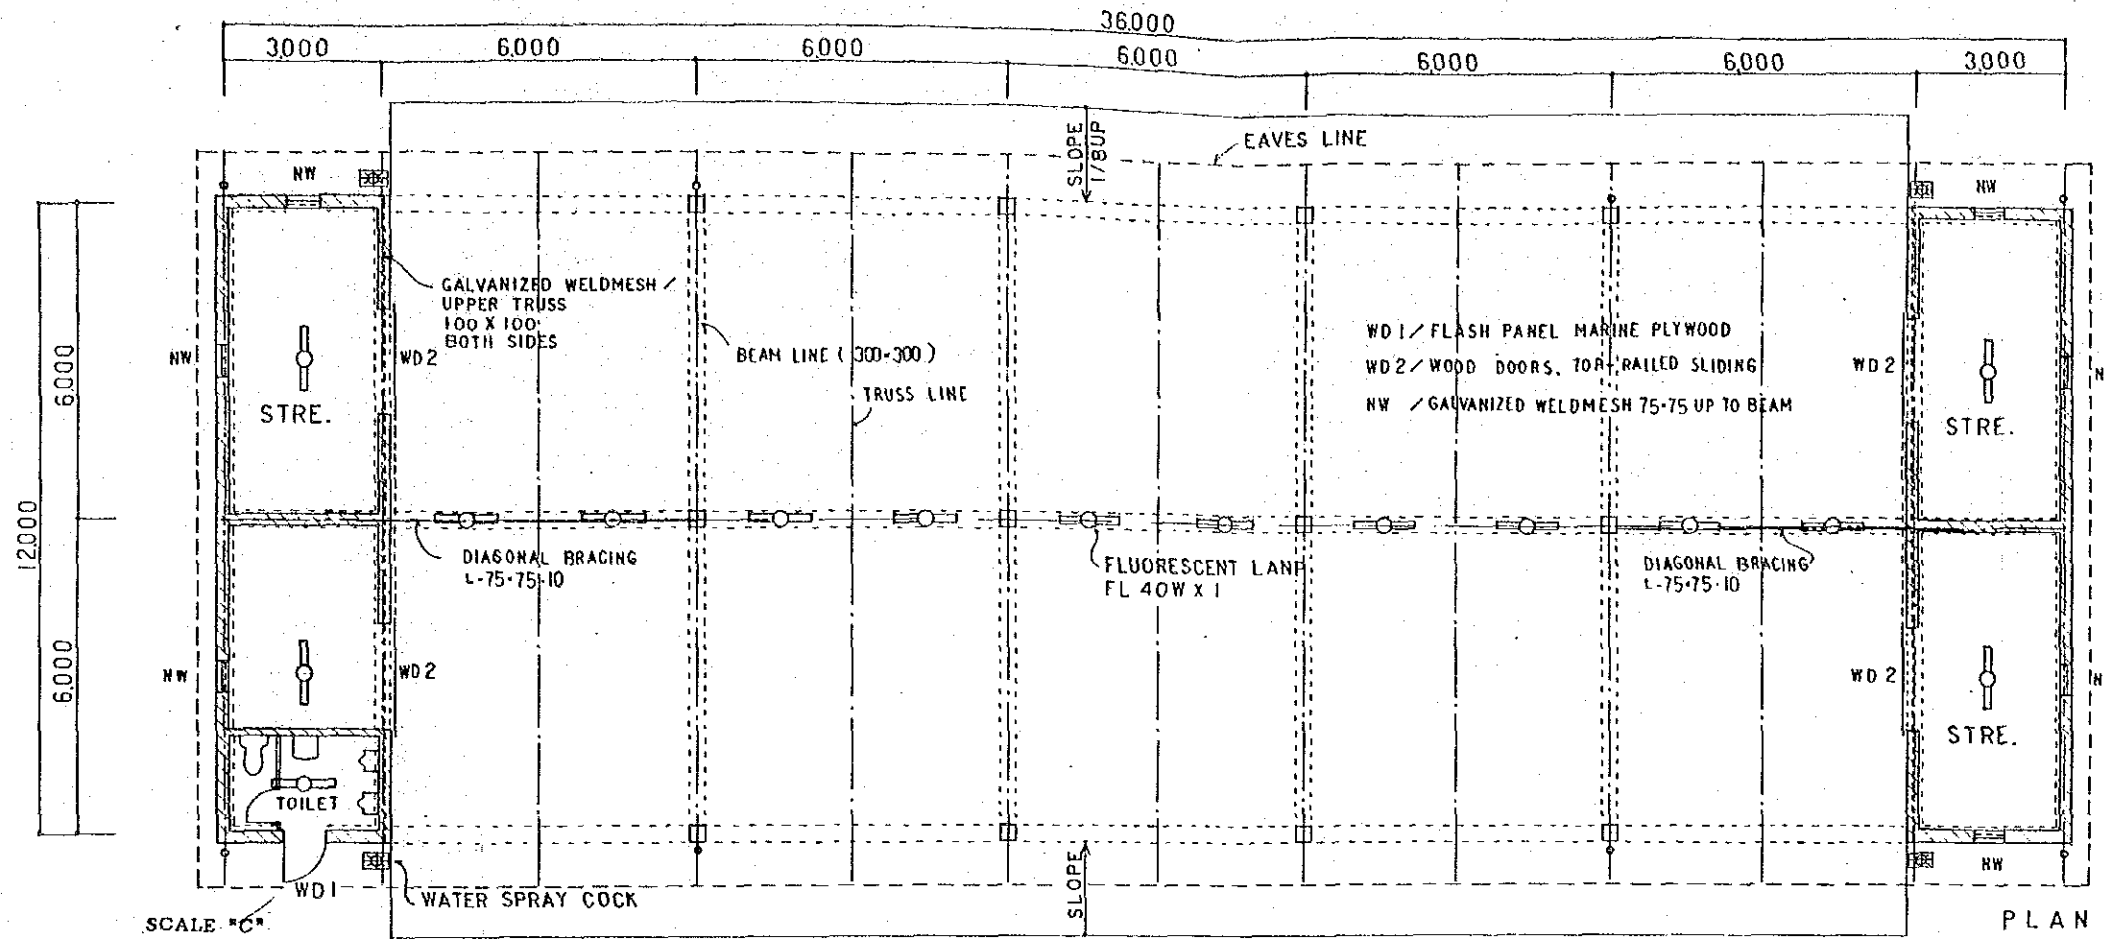 36.000
3,000 6,000 6,000 6,000 6,000 6,000 3,000
SLOPE
1/8UP
EAVES LINE
NW
NW
GALVANIZED WELDMESH /
UPPER TRUSS
100 X 100
BOTH SIDES
WD 1 / FLASH PANEL MARINE PLYWOOD
WD 2 / WOOD DOORS, TOP-RAILED SLIDING
NW / GALVANIZED WELDMESH 75·75 UP TO BEAM
BEAM LINE ( 300·300 )
TRUSS LINE
NW
WD 2
WD 2
N
6,000
STRE.
STRE.
12,000
DIAGONAL BRACING
L-75·75·10
FLUORESCENT LAMP
FL 40W X 1
DIAGONAL BRACING
L-75·75·10
6,000
NW
WD 2
WD 2
N
STRE.
TOILET
SLOPE
NW
WD 1
WATER SPRAY COCK
SCALE "C"
PLAN